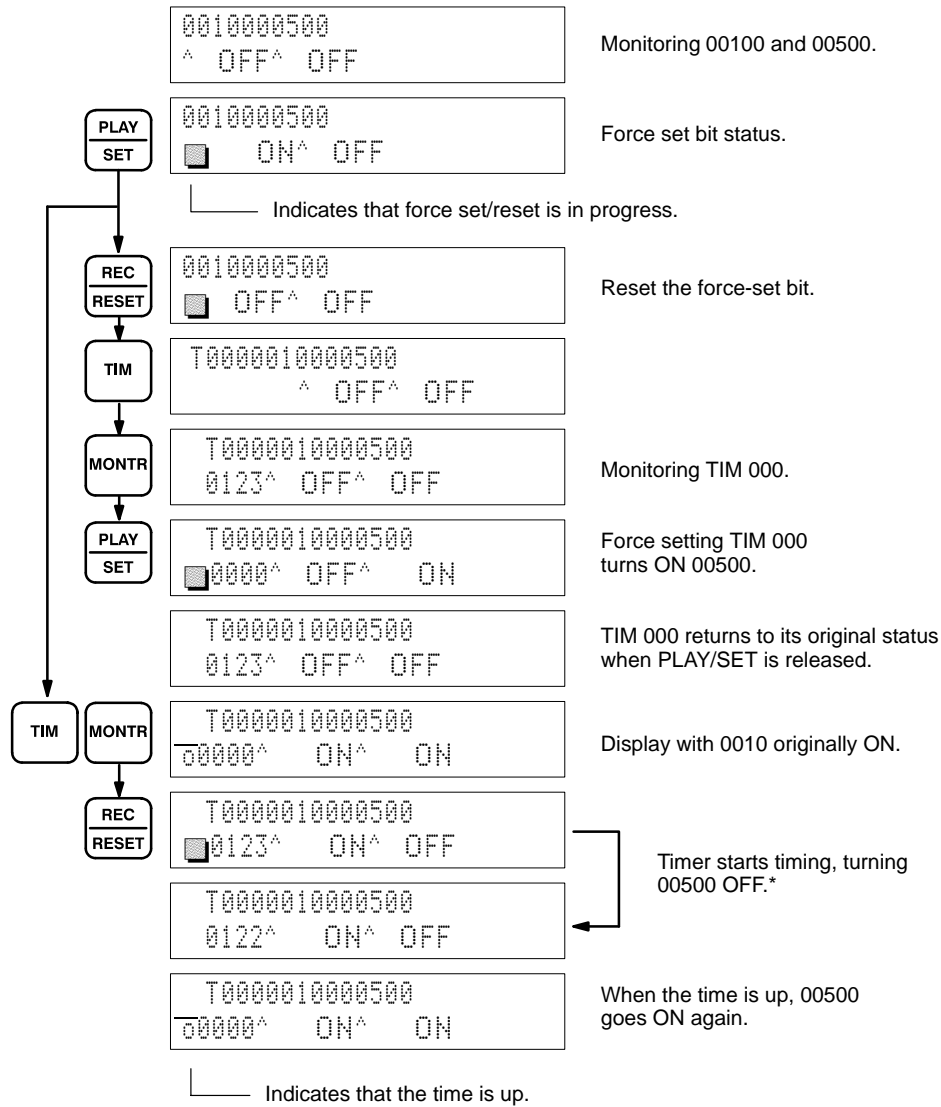 0010000500
^ OFF^ OFF
Monitoring 00100 and 00500.
PLAY
SET
0010000500
ON^ OFF
Force set bit status.
Indicates that force set/reset is in progress.
REC
RESET
0010000500
OFF^ OFF
Reset the force-set bit.
TIM
T0000010000500
^ OFF^ OFF
MONTR
T0000010000500
0123^ OFF^ OFF
Monitoring TIM 000.
PLAY
SET
T0000010000500
0000^ OFF^ ON
Force setting TIM 000
turns ON 00500.
T0000010000500
0123^ OFF^ OFF
TIM 000 returns to its original status
when PLAY/SET is released.
TIM
MONTR
T0000010000500
o0000^ ON^ ON
Display with 0010 originally ON.
REC
RESET
T0000010000500
0123^ ON^ OFF
Timer starts timing, turning
00500 OFF.*
T0000010000500
0122^ ON^ OFF
T0000010000500
o0000^ ON^ ON
When the time is up, 00500
goes ON again.
Indicates that the time is up.